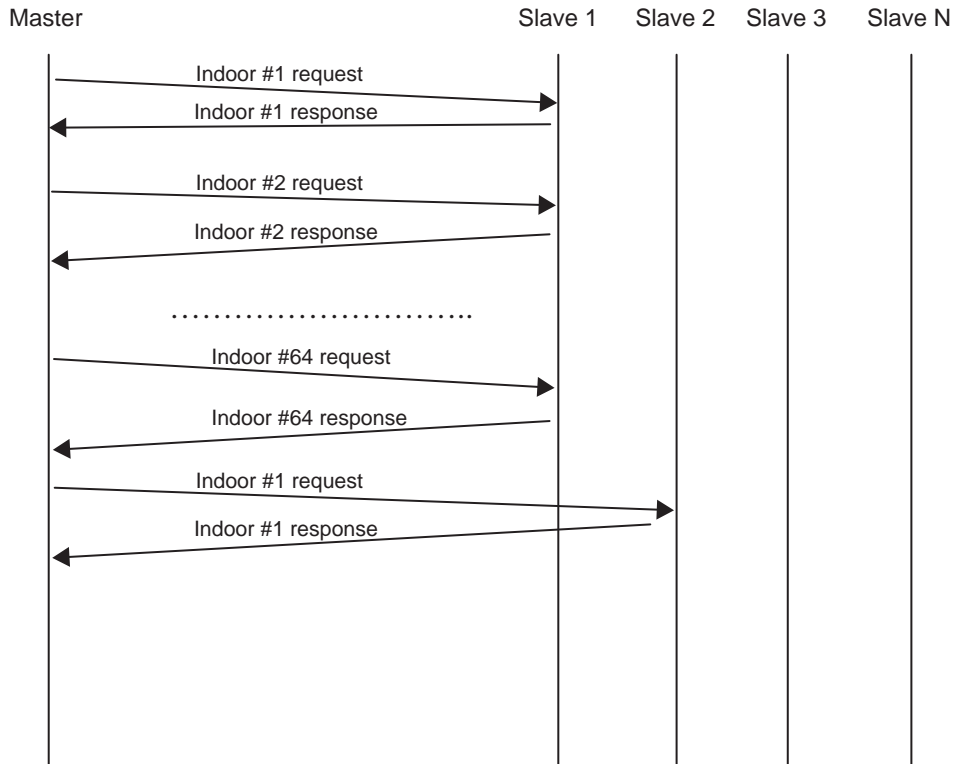 Master Slave 1 Slave 2 Slave 3 Slave N
Indoor #1 request
Indoor #1 response
Indoor #2 request
Indoor #2 response
…………………………..
Indoor #64 request
Indoor #64 response
Indoor #1 request
Indoor #1 response